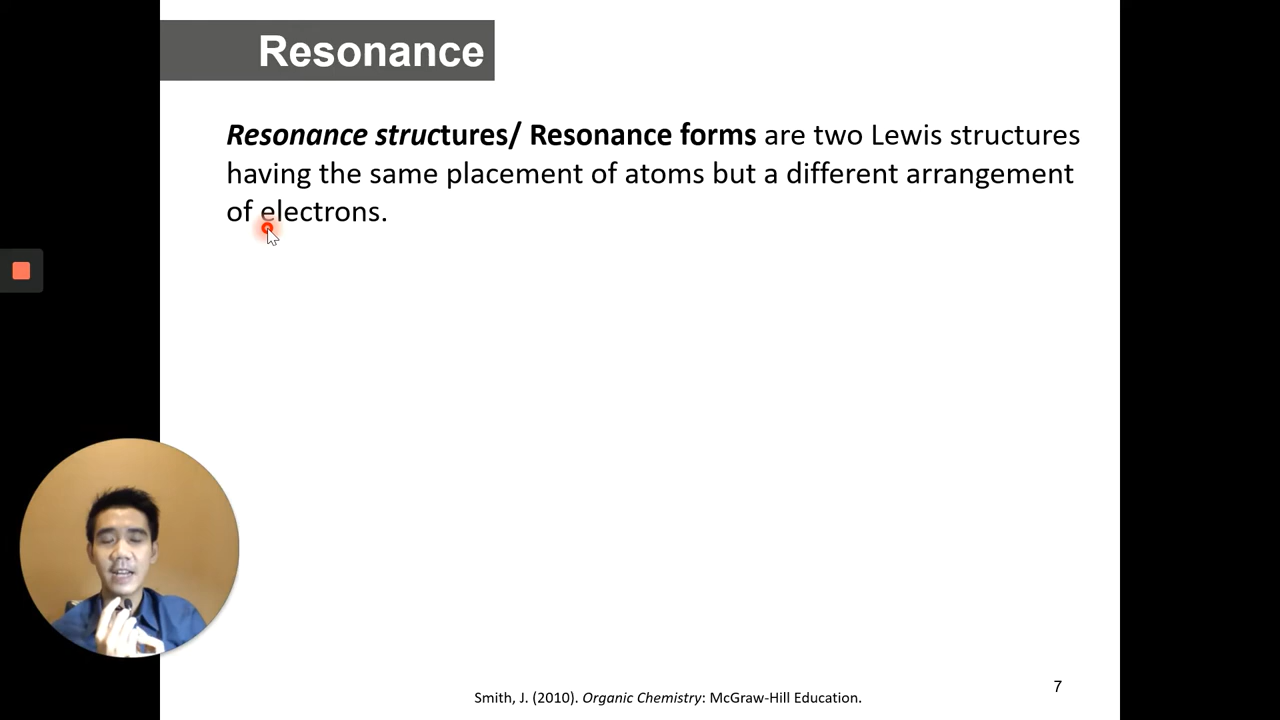 Resonance
Resonance structures/ Resonance forms are two Lewis structures
having the same placement of atoms but a different arrangement
of electrons.
Smith, J. (2010). Organic Chemistry: McGraw-Hill Education.
7